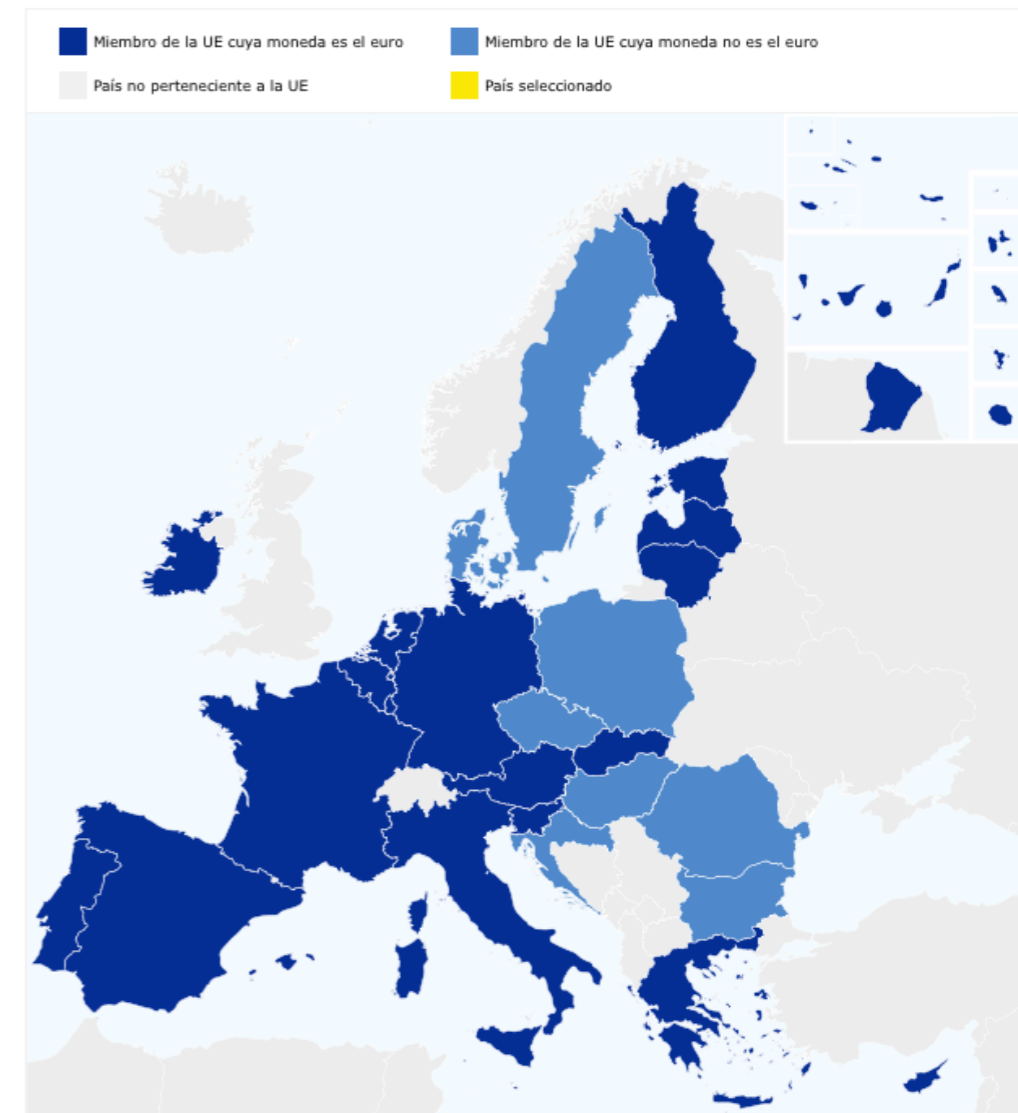 Miembro de la UE cuya moneda es el euro
Miembro de la UE cuya moneda no es el euro
País no perteneciente a la UE
País seleccionado